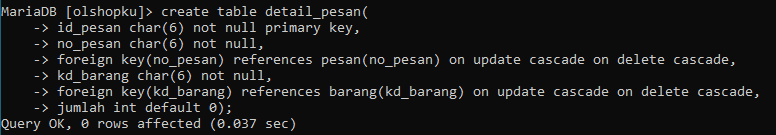 MariaDB [olshopku]> create table detail_pesan(
    -> id_pesan char(6) not null primary key,
    -> no_pesan char(6) not null,
    -> foreign key(no_pesan) references pesan(no_pesan) on update cascade on delete cascade,
    -> kd_barang char(6) not null,
    -> foreign key(kd_barang) references barang(kd_barang) on update cascade on delete cascade,
    -> jumlah int default 0);
Query OK, 0 rows affected (0.037 sec)